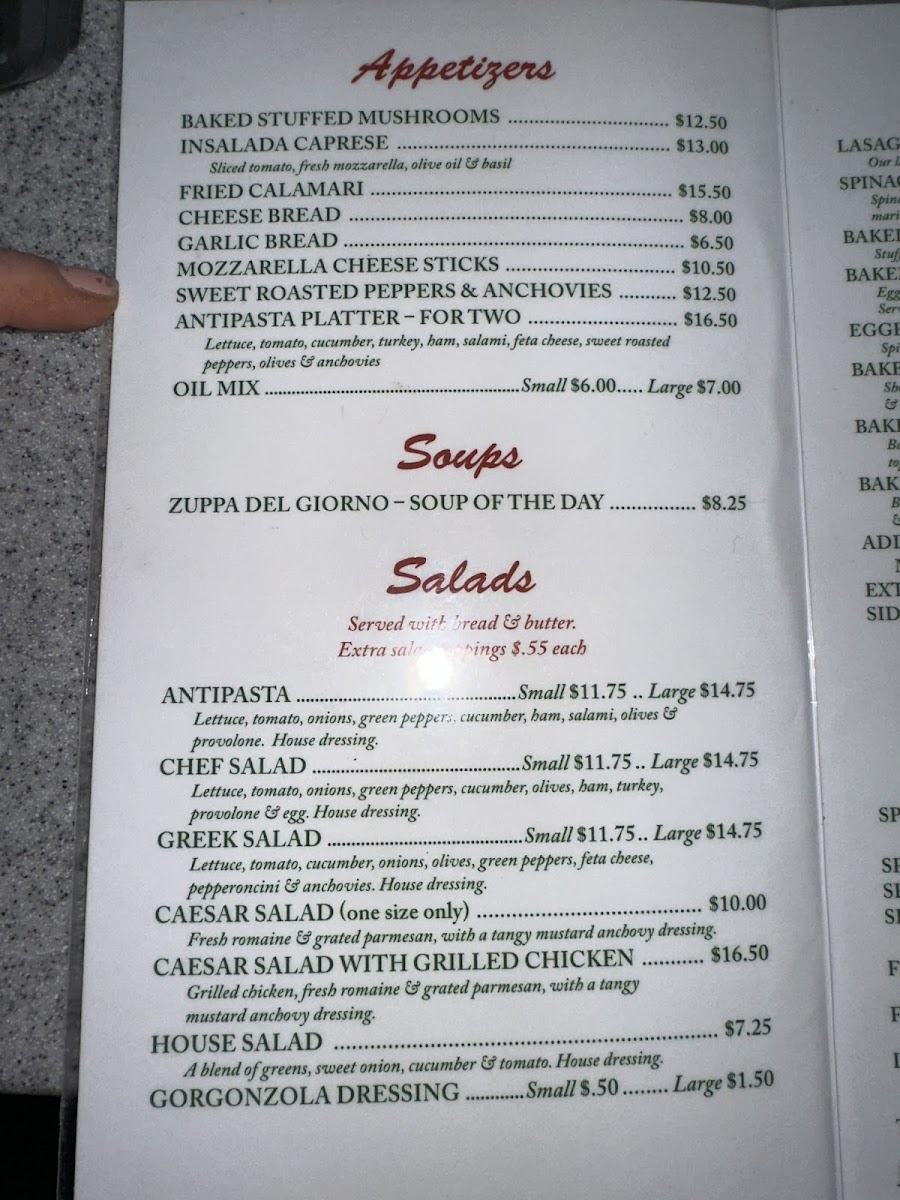 Appetizers
BAKED STUFFED MUSHROOMS ................................ $12.50
INSALADA CAPRESE ...................................................... $13.00
Sliced tomato, fresh mozzarella, olive oil & basil
FRIED CALAMARI ............................................................ $15.50
CHEESE BREAD .................................................................. $8.00
GARLIC BREAD .................................................................... $6.50
MOZZARELLA CHEESE STICKS .................................. $10.50
SWEET ROASTED PEPPERS & ANCHOVIES ........... $12.50
ANTIPASTA PLATTER – FOR TWO .............................. $16.50
Lettuce, tomato, cucumber, turkey, ham, salami, feta cheese, sweet roasted
peppers, olives & anchovies
OIL MIX ...................................................Small $6.00..... Large $7.00
Soups
ZUPPA DEL GIORNO – SOUP OF THE DAY ................ $8.25
Salads
Served with bread & butter.
Extra $.55 each
ANTIPASTA ...........................................Small $11.75 .. Large $14.75
Lettuce, tomato, onions, green peppers, cucumber, ham, salami, olives &
provolone. House dressing.
CHEF SALAD ........................................Small $11.75 .. Large $14.75
Lettuce, tomato, onions, green peppers, cucumber, olives, ham, turkey,
provolone & egg. House dressing.
GREEK SALAD ......................................Small $11.75.. Large $14.75
Lettuce, tomato, cucumber, onions, olives, green peppers, feta cheese,
pepperoncini & anchovies. House dressing.
CAESAR SALAD (one size only) ........................................ $10.00
Fresh romaine & grated parmesan, with a tangy mustard anchovy dressing.
CAESAR SALAD WITH GRILLED CHICKEN ........... $16.50
Grilled chicken, fresh romaine & grated parmesan, with a tangy
mustard anchovy dressing.
HOUSE SALAD .................................................................... $7.25
A blend of greens, sweet onion, cucumber & tomato. House dressing.
GORGONZOLA DRESSING ............Small $.50 ........ Large $1.50